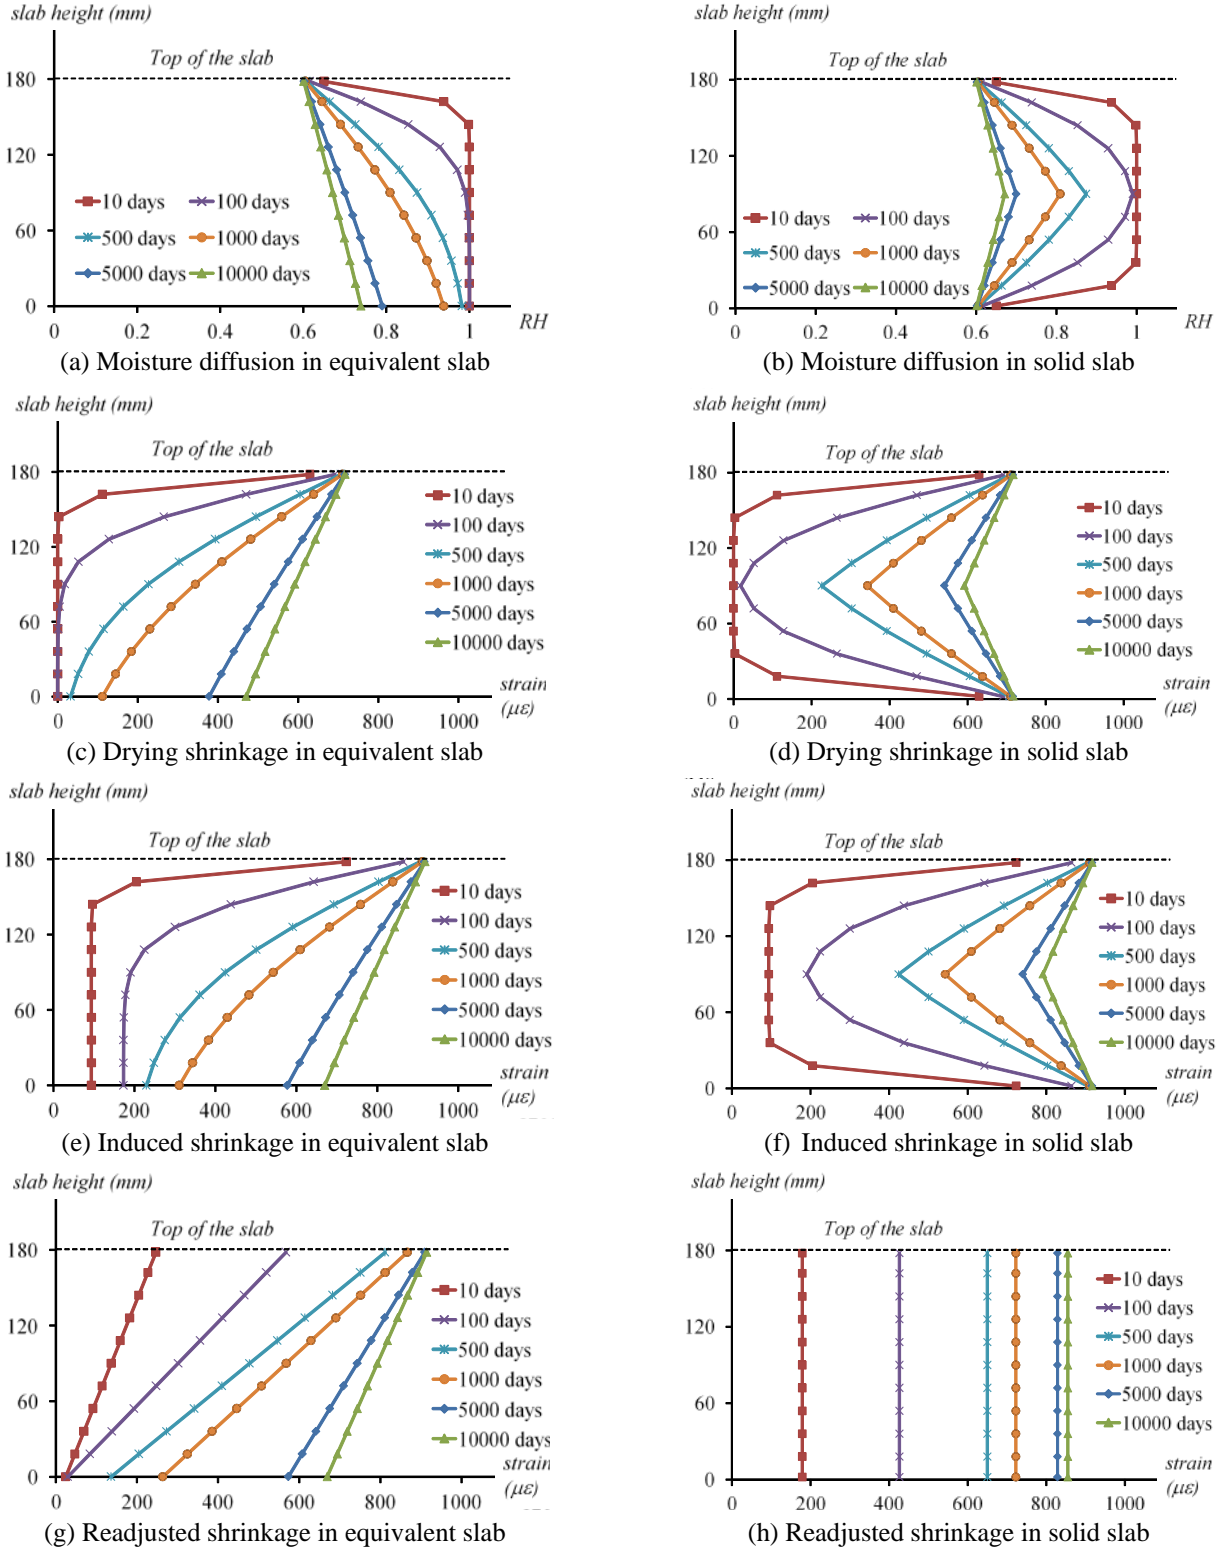 slab height (mm)
Top of the slab
180
120
60
0
10 days
100 days
500 days
1000 days
5000 days
10000 days
0 0.2 0.4 0.6 0.8 1 RH
(a) Moisture diffusion in equivalent slab
slab height (mm)
Top of the slab
180
120
60
0
10 days
100 days
500 days
1000 days
5000 days
10000 days
0 0.2 0.4 0.6 0.8 1 RH
(b) Moisture diffusion in solid slab
slab height (mm)
Top of the slab
180
120
60
0
10 days
100 days
500 days
1000 days
5000 days
10000 days
strain
0 200 400 600 800 1000 (με)
(c) Drying shrinkage in equivalent slab
slab height (mm)
Top of the slab
180
120
60
0
10 days
100 days
500 days
1000 days
5000 days
10000 days
strain
0 200 400 600 800 1000 (με)
(d) Drying shrinkage in solid slab
slab height (mm)
Top of the slab
180
120
60
0
10 days
100 days
500 days
1000 days
5000 days
10000 days
strain
0 200 400 600 800 1000 (με)
(e) Induced shrinkage in equivalent slab
slab height (mm)
Top of the slab
180
120
60
0
10 days
100 days
500 days
1000 days
5000 days
10000 days
strain
0 200 400 600 800 1000 (με)
(f) Induced shrinkage in solid slab
slab height (mm)
Top of the slab
180
120
60
0
10 days
100 days
500 days
1000 days
5000 days
10000 days
strain
0 200 400 600 800 1000 (με)
(g) Readjusted shrinkage in equivalent slab
slab height (mm)
Top of the slab
180
120
60
0
10 days
100 days
500 days
1000 days
5000 days
10000 days
strain
0 200 400 600 800 1000 (με)
(h) Readjusted shrinkage in solid slab